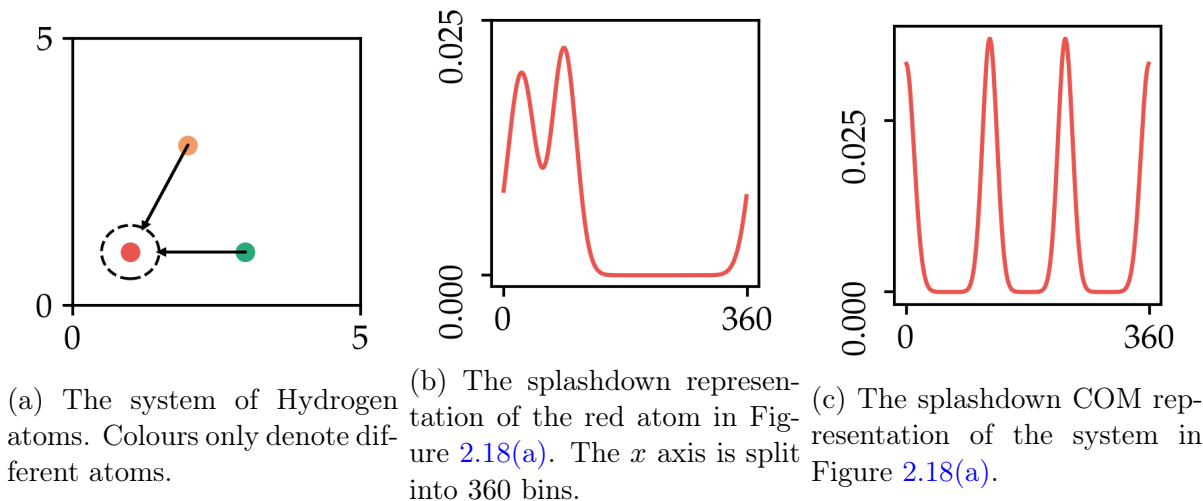 5
0
0
5
0.025
0.000
0
360
0.025
0.000
0
360
(a) The system of Hydrogen
atoms. Colours only denote dif-
ferent atoms.
(b) The splashdown represen-
tation of the red atom in Fig-
ure 2.18(a). The x axis is split
into 360 bins.
(c) The splashdown COM rep-
resentation of the system in
Figure 2.18(a).